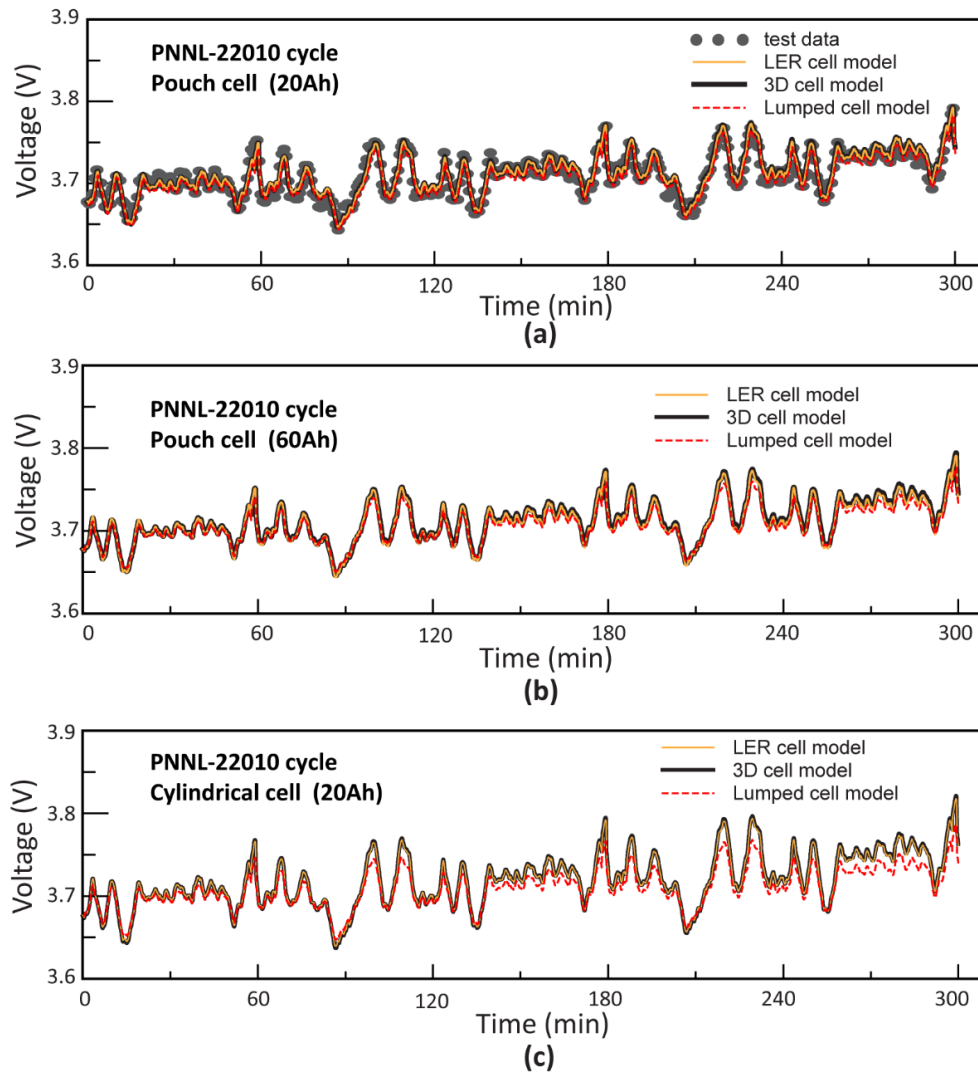 3.9
PNNL-22010 cycle
Pouch cell (20Ah)
test data
LER cell model
3D cell model
Lumped cell model
3.8
Voltage (V)
3.7
3.6
0 60 120 180 240 300
Time (min)
(a)
3.9
PNNL-22010 cycle
Pouch cell (60Ah)
LER cell model
3D cell model
Lumped cell model
3.8
Voltage (V)
3.7
3.6
0 60 120 180 240 300
Time (min)
(b)
3.9
PNNL-22010 cycle
Cylindrical cell (20Ah)
LER cell model
3D cell model
Lumped cell model
3.8
Voltage (V)
3.7
3.6
0 60 120 180 240 300
Time (min)
(c)